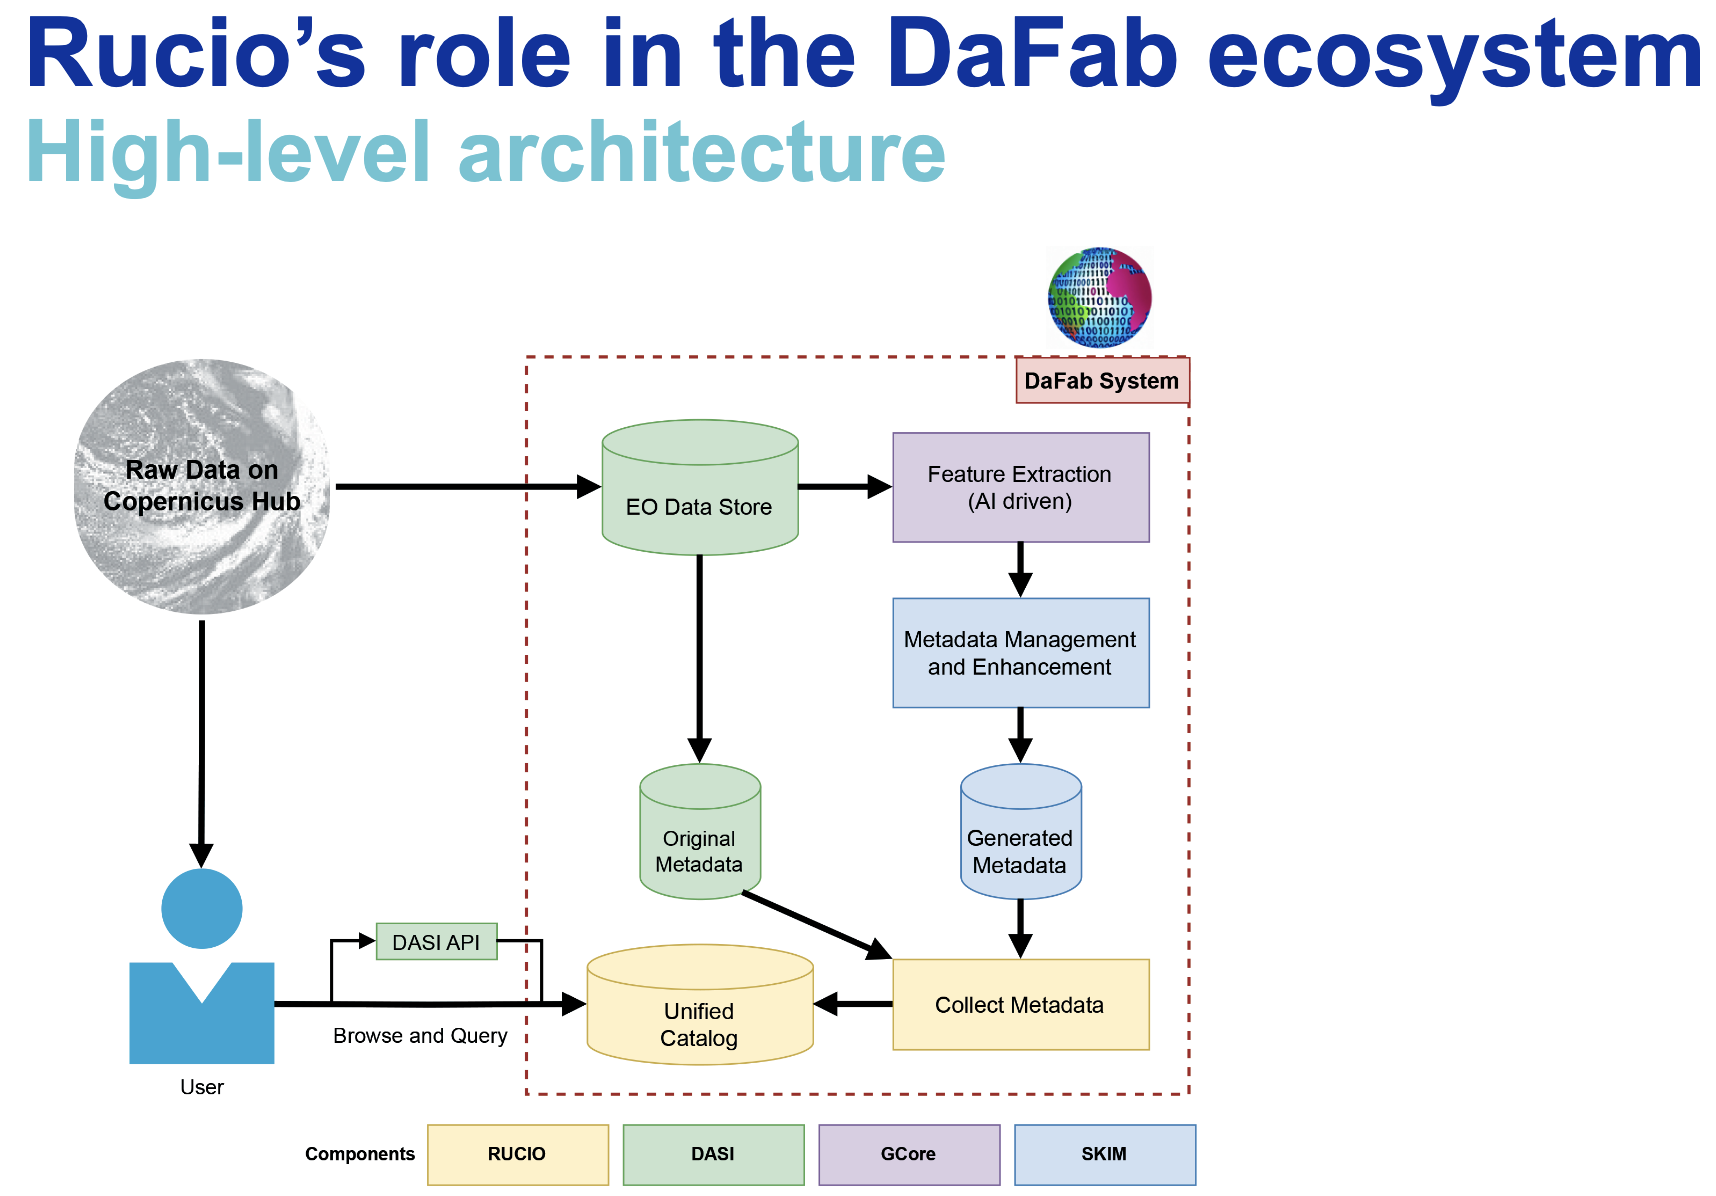 Rucio’s role in the DaFab ecosystem
High-level architecture
DaFab System
Raw Data on
Copernicus Hub
EO Data Store
Feature Extraction
(AI driven)
Metadada Management
and Enhancement
Original
Metadata
Generated
Metadata
DASI API
Browse and Query
Unified
Catalog
Collect Metadata
User
Components
RUCIO
DASI
GCore
SKIM